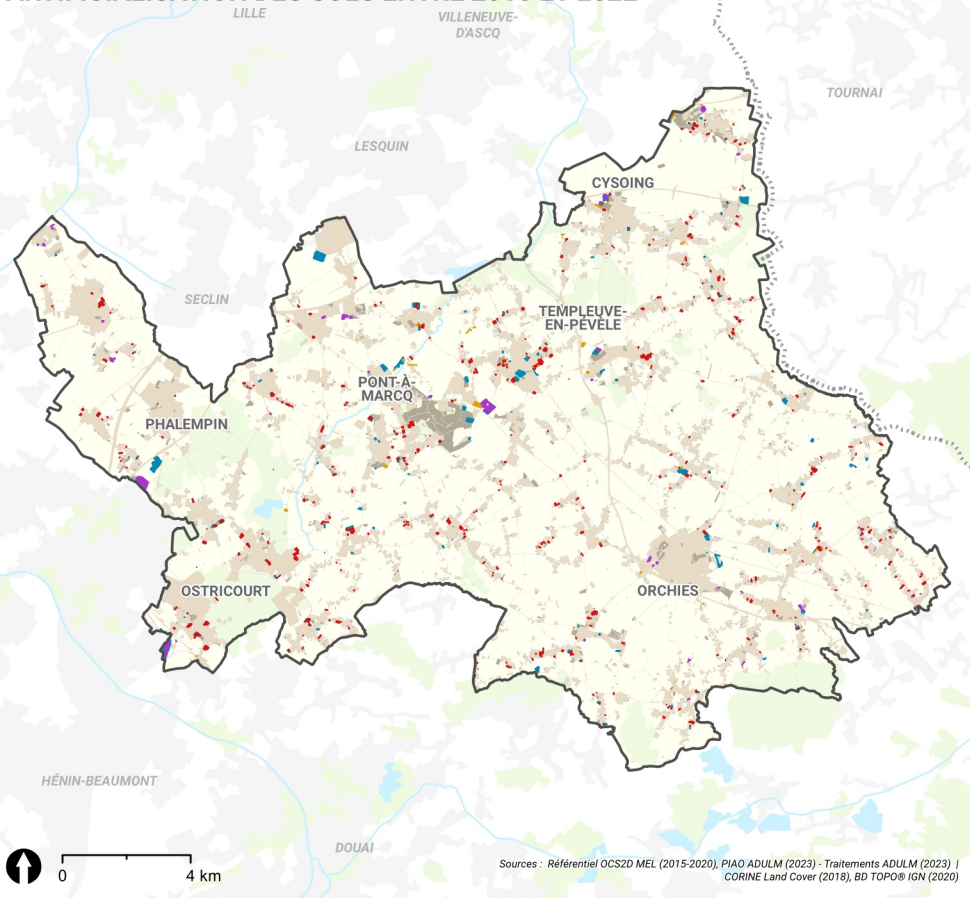 LILLE
VILLENEUVE-
D'ASCQ
TOURNAI
LESQUIN
CYSOING
SECLIN
TEMPLEUVE-
EN-PÉVÈLE
PONT-À-
MARCQ
PHALEMPIN
OSTRICOURT
ORCHIES
HÉNIN-BEAUMONT
DOUAI
0 4 km
Sources : Référentiel OCS2D MEL (2015-2020), PIAO ADULM (2023) - Traitements ADULM (2023) |
CORINE Land Cover (2018), BD TOPO® IGN (2020)